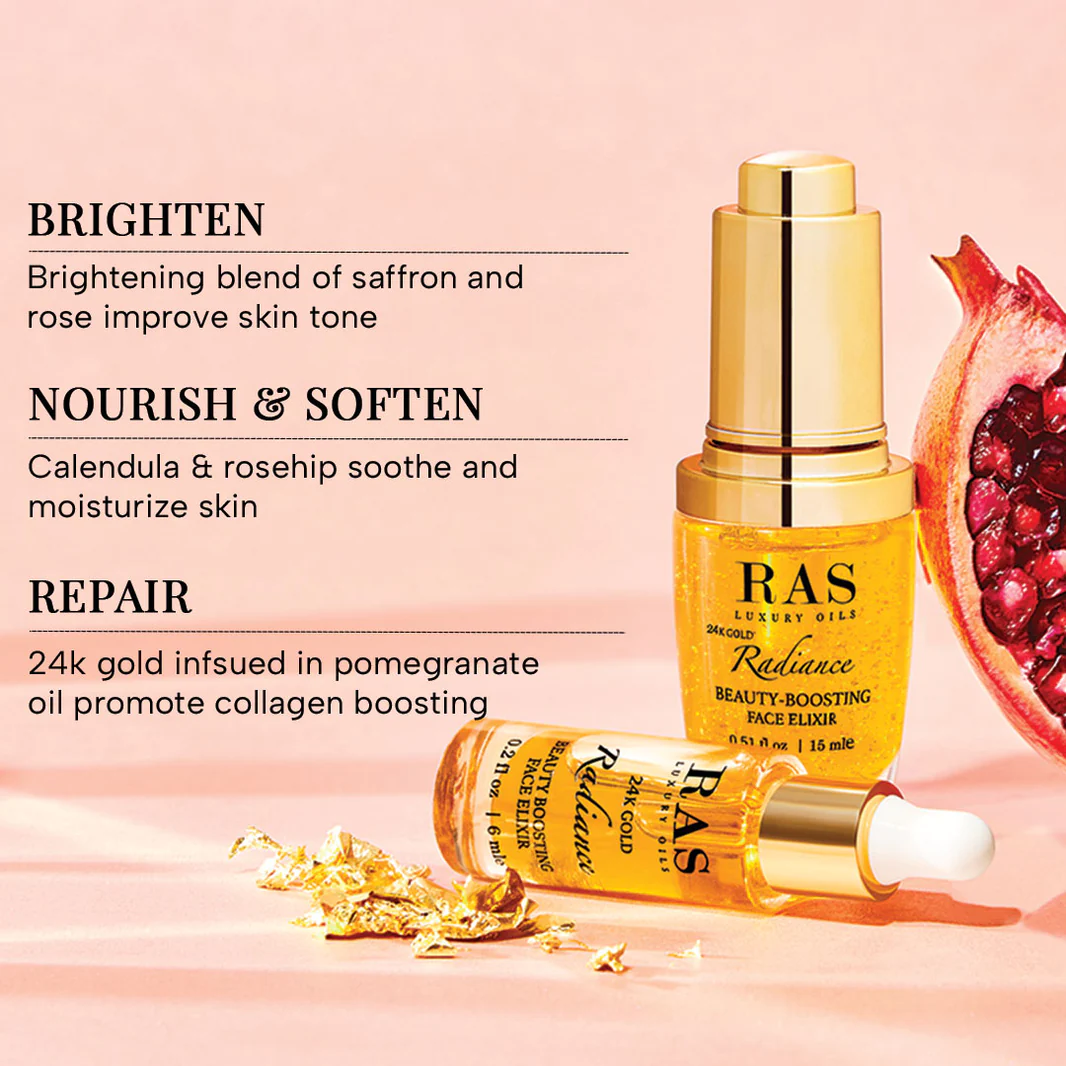 BRIGHTEN
Brightening blend of saffron and
rose improve skin tone
NOURISH & SOFTEN
Calendula & rosehip soothe and
moisturize skin
REPAIR
24k gold infsued in pomegranate
oil promote collagen boosting
RAS
LUXURY OILS
24K GOLD
Radiance
BEAUTY-BOOSTING
FACE ELIXIR
0.51 fl oz | 15 mle
RAS
LUXURY OILS
24K GOLD
Radiance
BEAUTY BOOSTING
FACE ELIXIR
0.2 fl oz | 6 mle